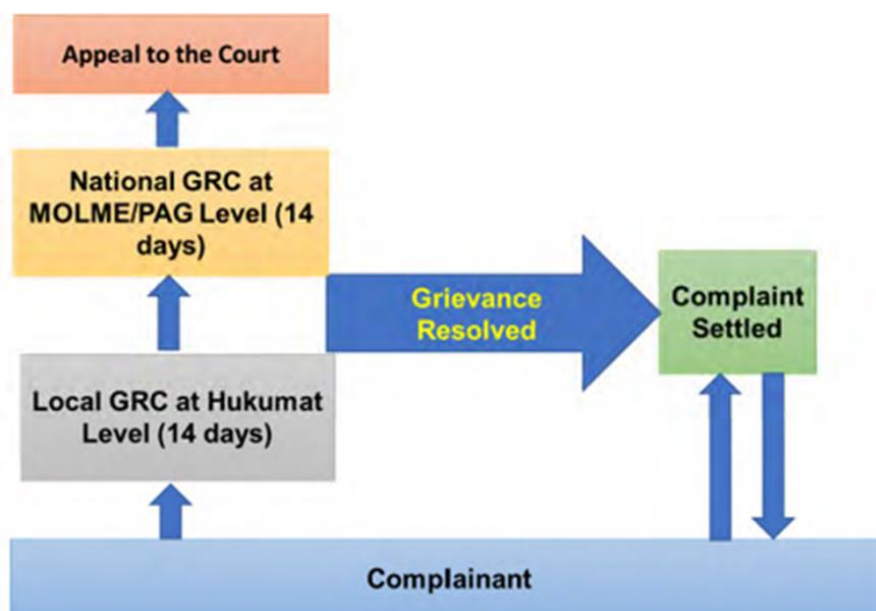 Appeal to the Court
National GRC at
MOLME/PAG Level (14
days)
Grievance
Resolved
Complaint
Settled
Local GRC at Hukumat
Level (14 days)
Complainant